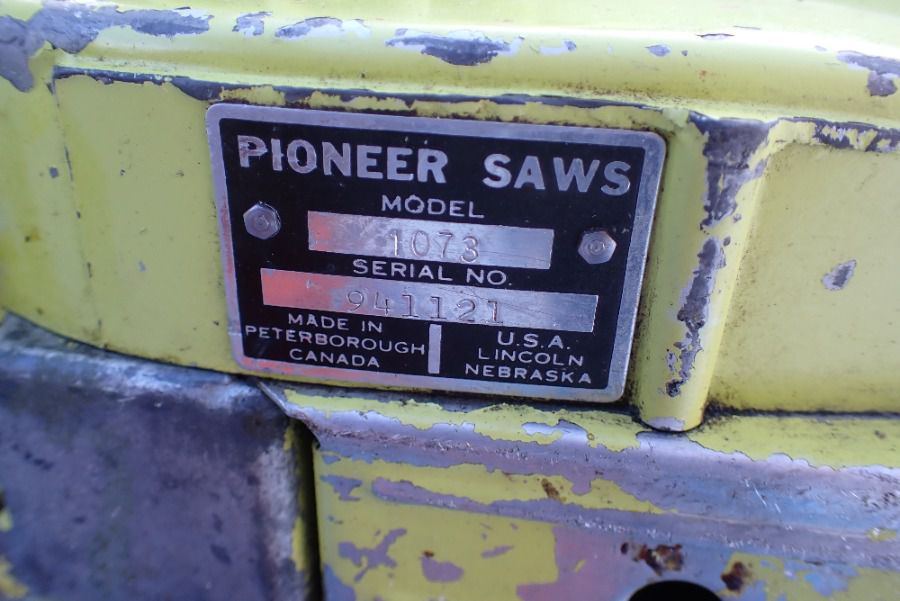 PIONEER SAWS
MODEL
1073
SERIAL NO.
941121
MADE IN
PETERBOROUGH
CANADA
U.S.A.
LINCOLN
NEBRASKA